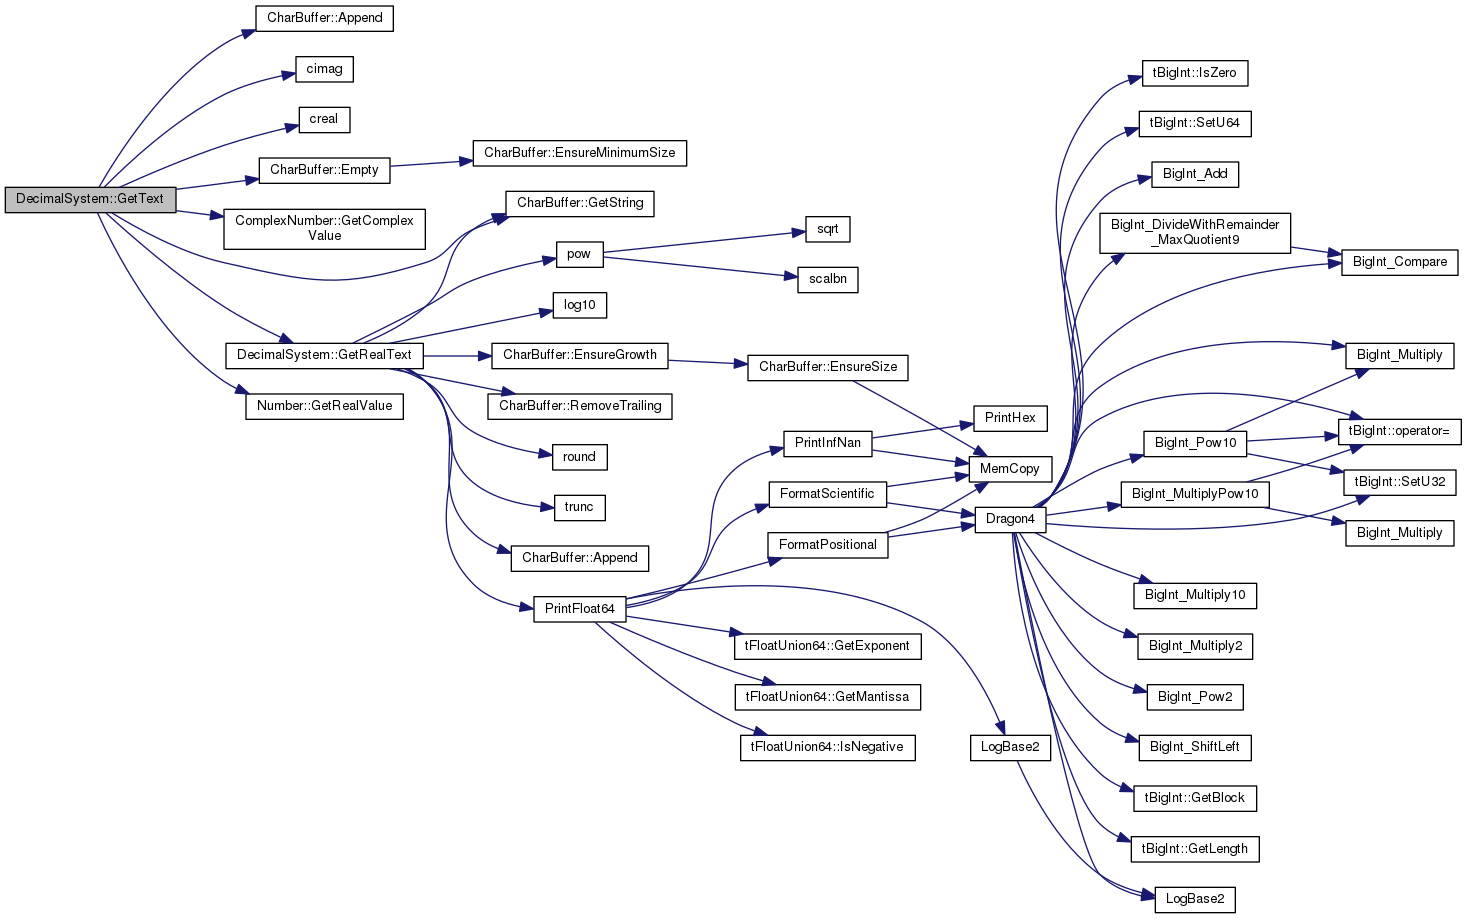 CharBuffer::Append
cimag
creal
CharBuffer::Empty
CharBuffer::EnsureMinimumSize
DecimalSystem::GetText
ComplexNumber::GetComplex
Value
CharBuffer::GetString
pow
sqrt
scalbn
log10
DecimalSystem::GetRealText
CharBuffer::EnsureGrowth
CharBuffer::EnsureSize
Number::GetRealValue
CharBuffer::RemoveTrailing
round
trunc
CharBuffer::Append
PrintFloat64
PrintInfNan
PrintHex
MemCopy
FormatScientific
FormatPositional
Dragon4
tFloatUnion64::GetExponent
tFloatUnion64::GetMantissa
tFloatUnion64::IsNegative
LogBase2
tBigInt::IsZero
tBigInt::SetU64
BigInt_Add
BigInt_DivideWithRemainder
_MaxQuotient9
BigInt_Compare
BigInt_Multiply
BigInt_Pow10
tBigInt::operator=
tBigInt::SetU32
BigInt_MultiplyPow10
BigInt_Multiply
BigInt_Multiply10
BigInt_Multiply2
BigInt_Pow2
BigInt_ShiftLeft
tBigInt::GetBlock
tBigInt::GetLength
LogBase2